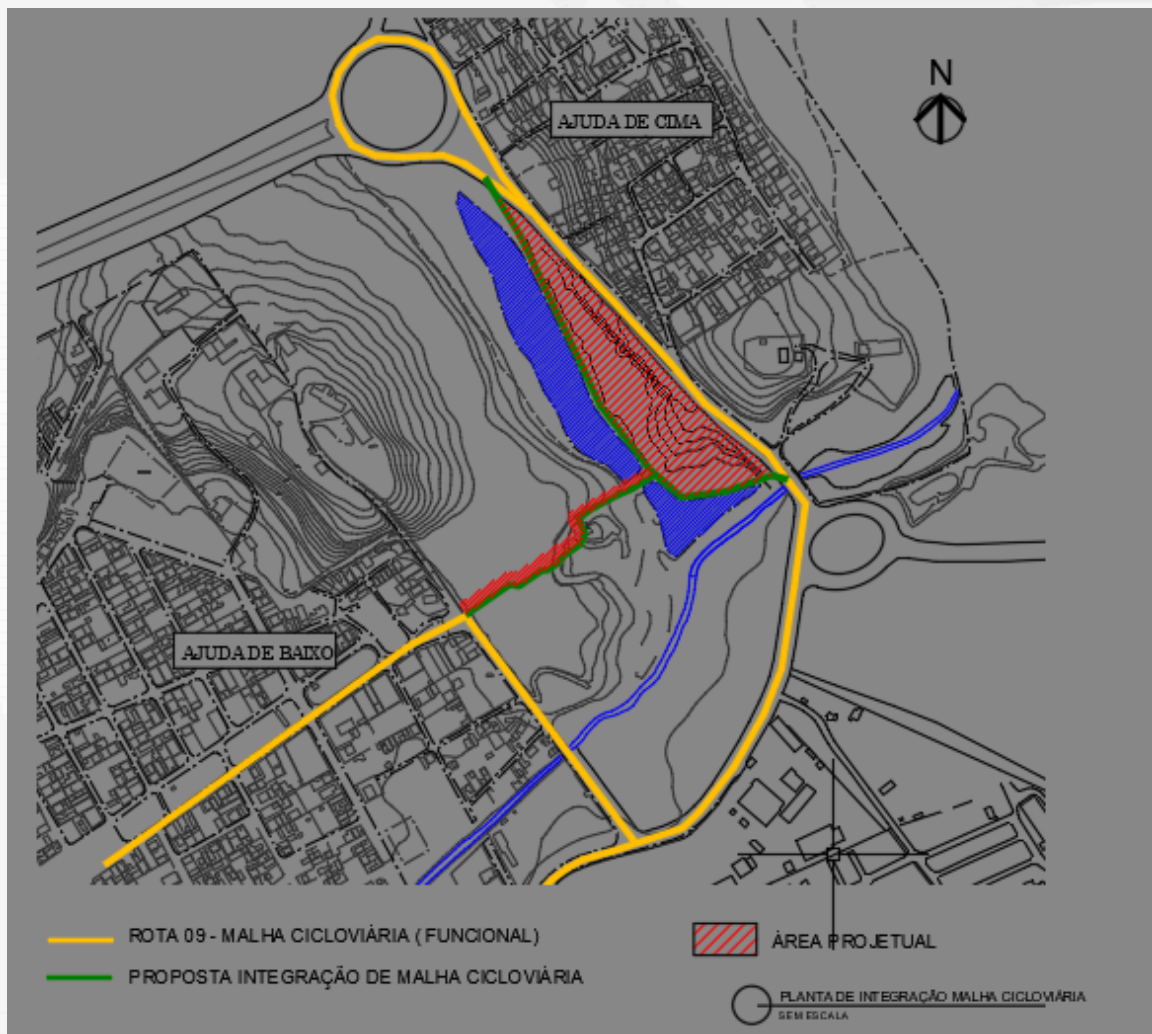 N
AJUDA DE CIMA
AJUDA DE BAIXO
ROTA 09 - MALHA CICLOVIÁRIA ( FUNCIONAL)
PROPOSTA INTEGRAÇÃO DE MALHA CICLOVIÁRIA
ÁREA PROJETUAL
PLANTA DE INTEGRAÇÃO MALHA CICLOVIÁRIA
SEM ESCALA